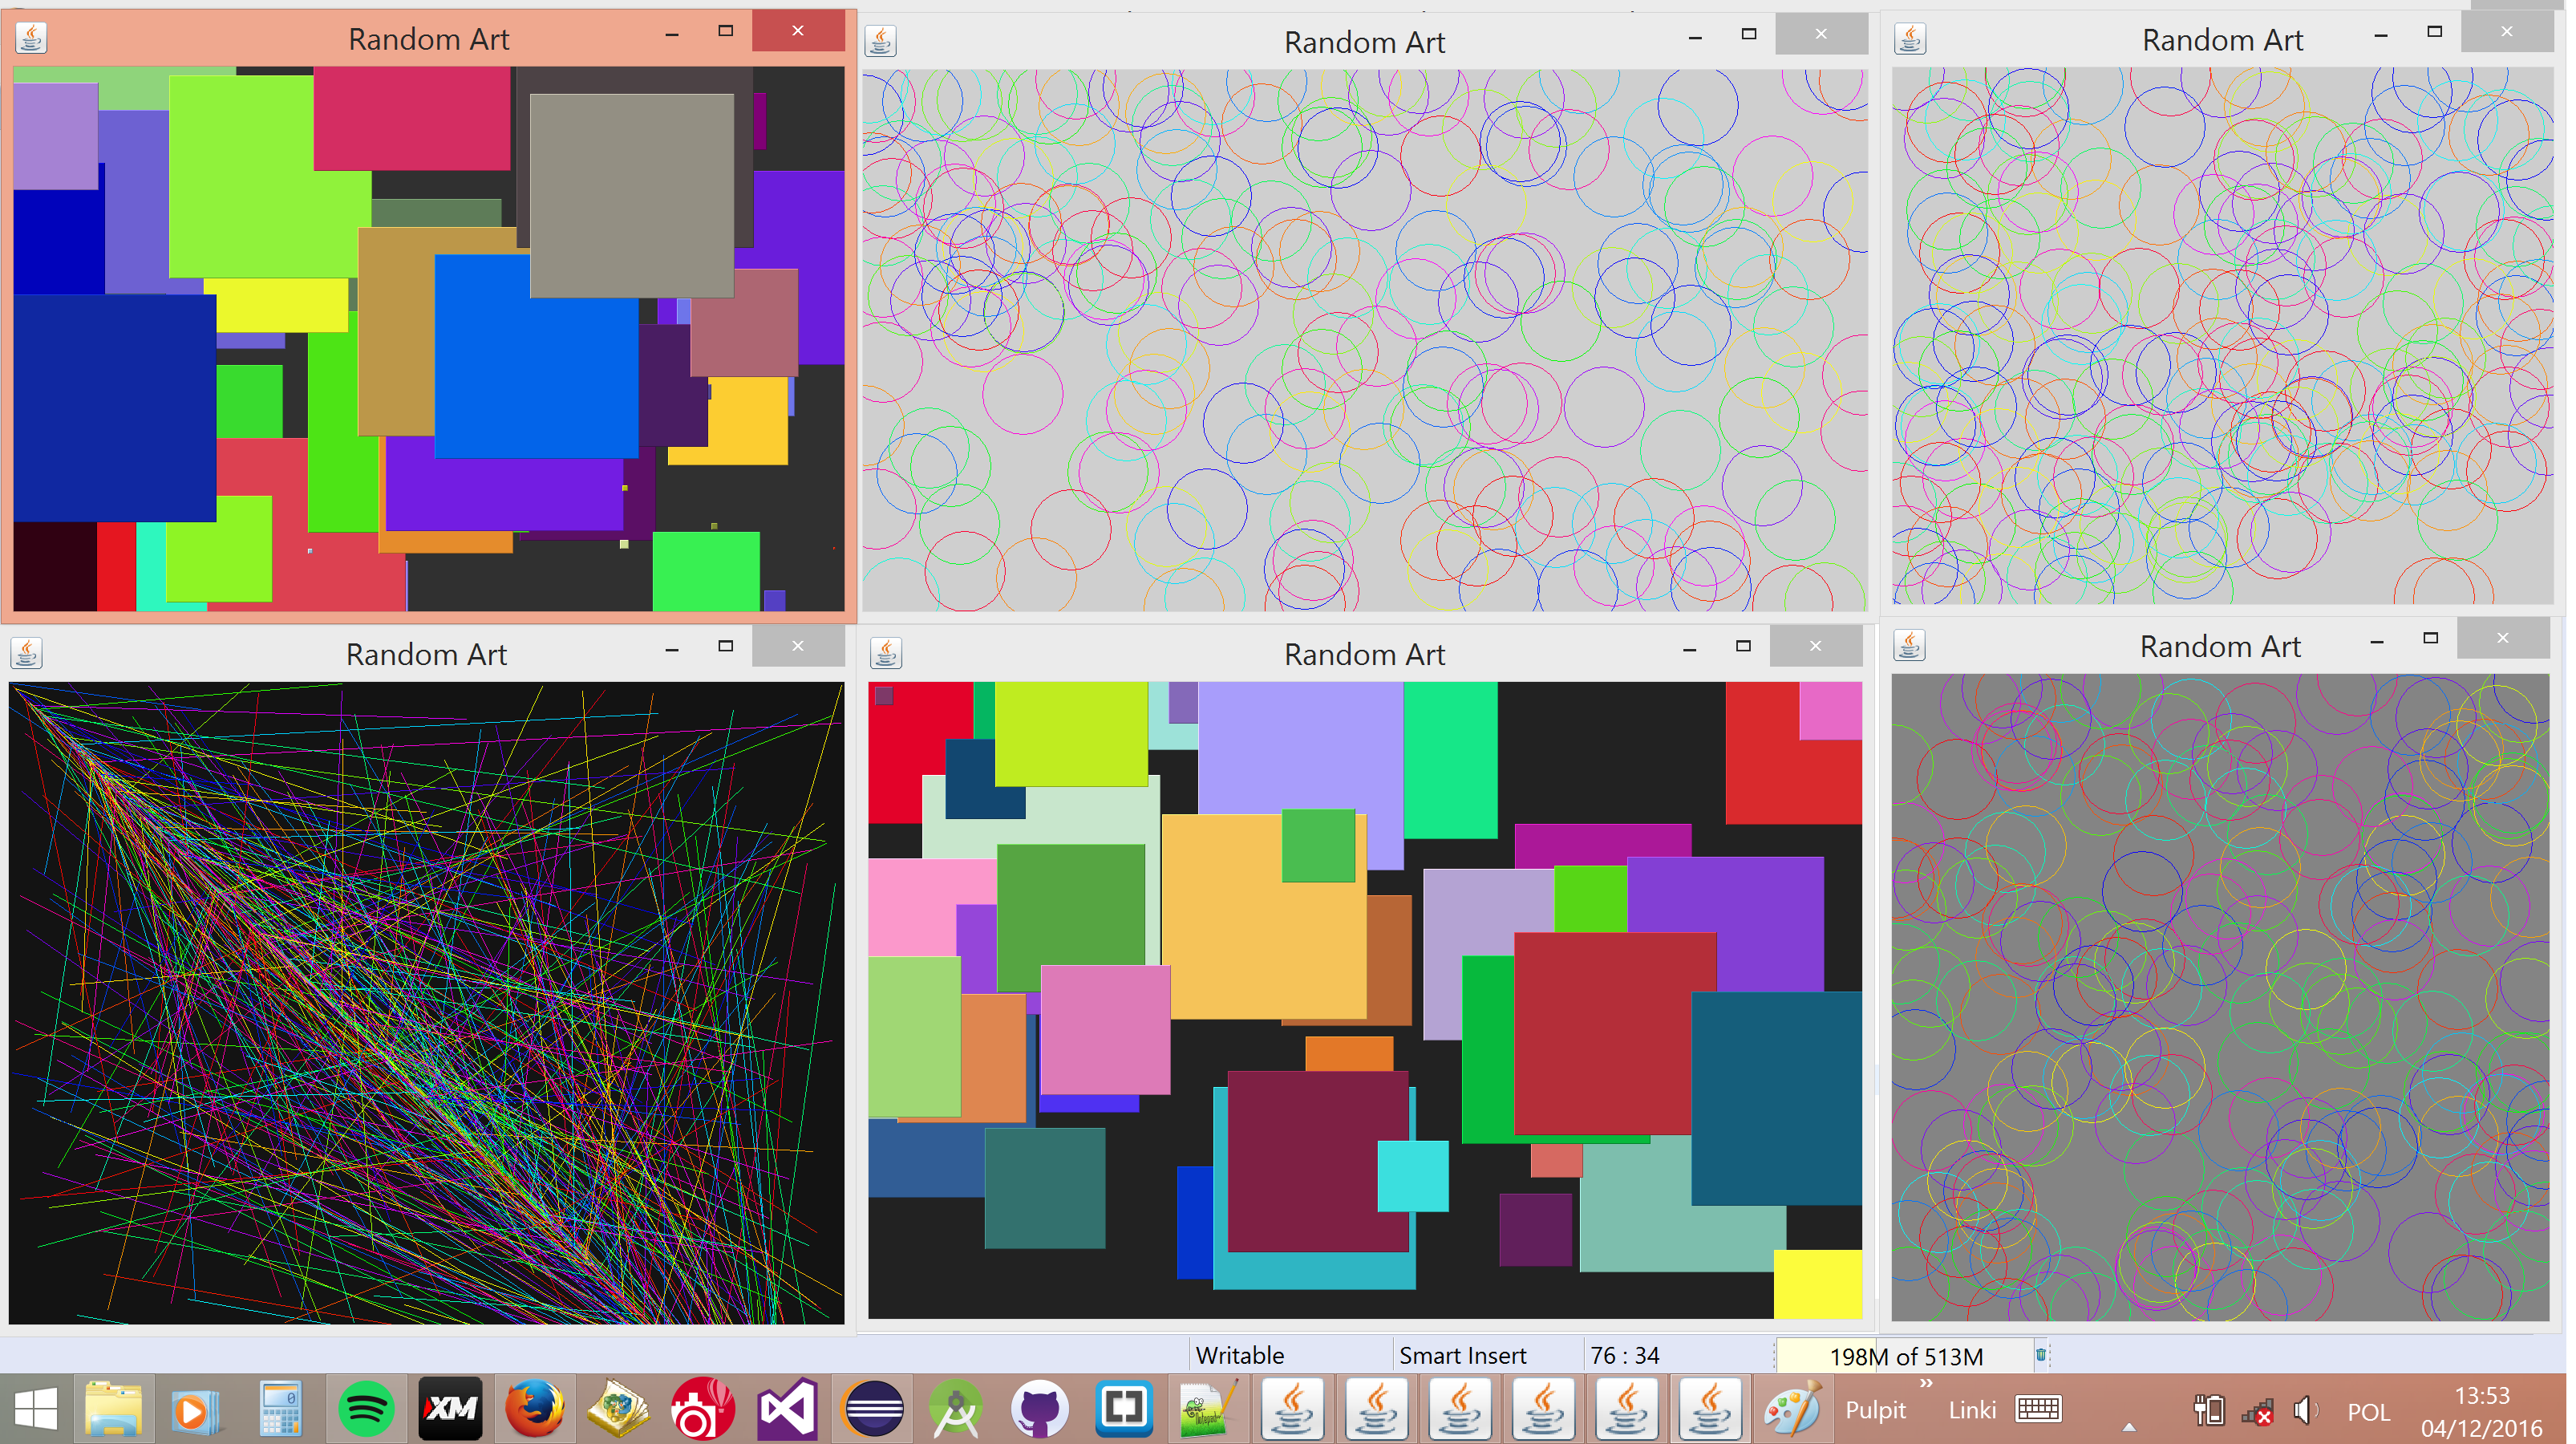 Random Art
Random Art
Random Art
Random Art
Random Art
Random Art
Writable
Smart Insert
76 : 34
198M of 513M
XM
Pulpit
Linki
POL
13:53
04/12/2016